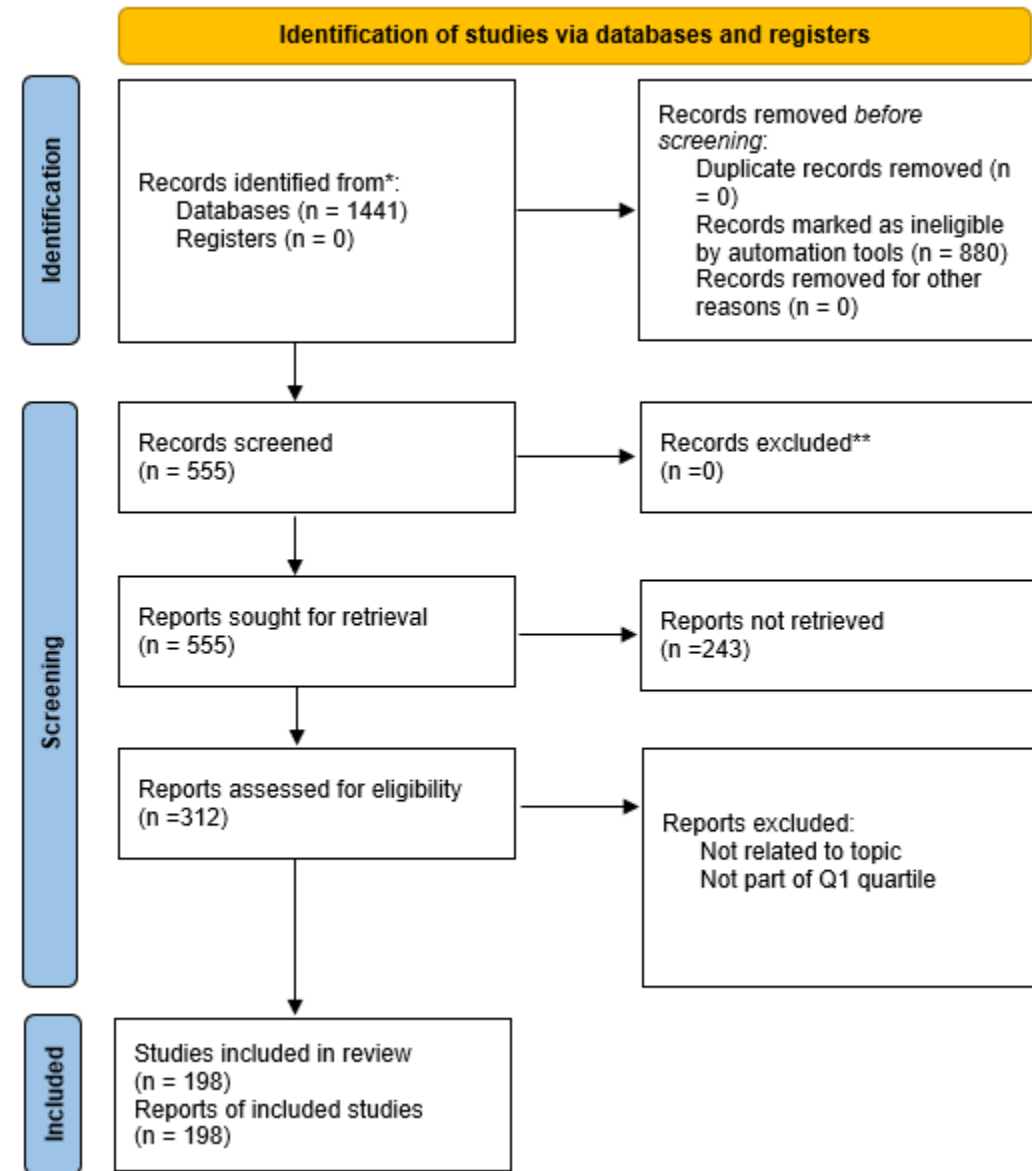 Identification of studies via databases and registers
Identification
Records identified from*:
Databases (n = 1441)
Registers (n = 0)
Records removed before
screening:
Duplicate records removed (n
= 0)
Records marked as ineligible
by automation tools (n = 880)
Records removed for other
reasons (n = 0)
Screening
Records screened
(n = 555)
Records excluded**
(n =0)
Reports sought for retrieval
(n = 555)
Reports not retrieved
(n =243)
Reports assessed for eligibility
(n =312)
Reports excluded:
Not related to topic
Not part of Q1 quartile
Included
Studies included in review
(n = 198)
Reports of included studies
(n = 198)